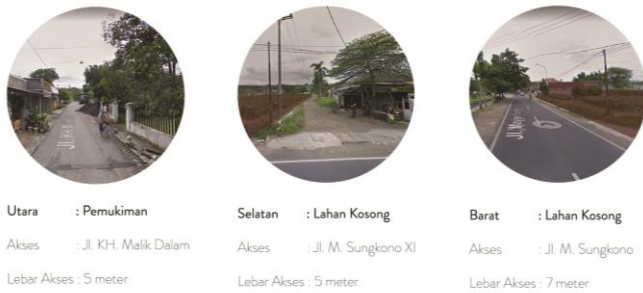 Utara : Pemukiman
Akses : Jl. KH. Malik Dalam
Lebar Akses : 5 meter
Selatan : Lahan Kosong
Akses : Jl. M. Sungkono XI
Lebar Akses : 5 meter
Barat : Lahan Kosong
Akses : Jl. M. Sungkono
Lebar Akses : 7 meter